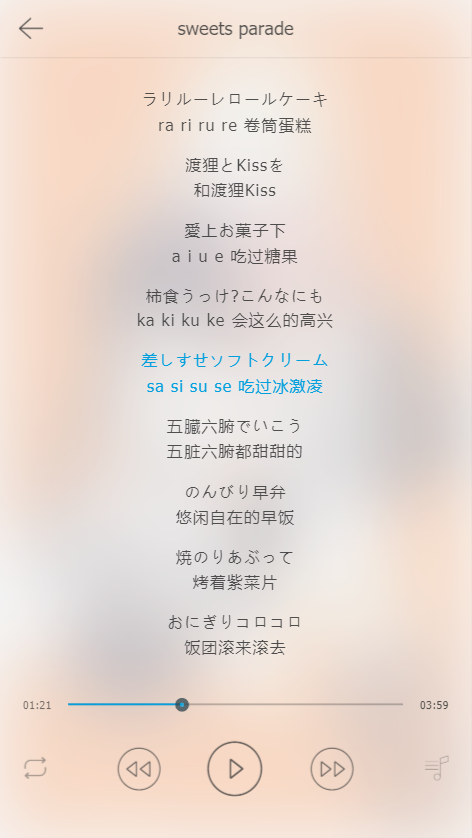 sweets parade
ラリルーレロールケーキ
ra ri ru re 卷筒蛋糕
渡狸とKissを
和渡狸Kiss
愛上お菓子下
a i u e 吃过糖果
柿食うっけ?こんなにも
ka ki ku ke 会这么的高兴
差しすせソフトクリーム
sa si su se 吃过冰激凌
五臓六腑でいこう
五脏六腑都甜甜的
のんびり早弁
悠闲自在的早饭
焼のりあぶって
烤着紫菜片
おにぎりコロコロ
饭团滚来滚去
01:21
03:59